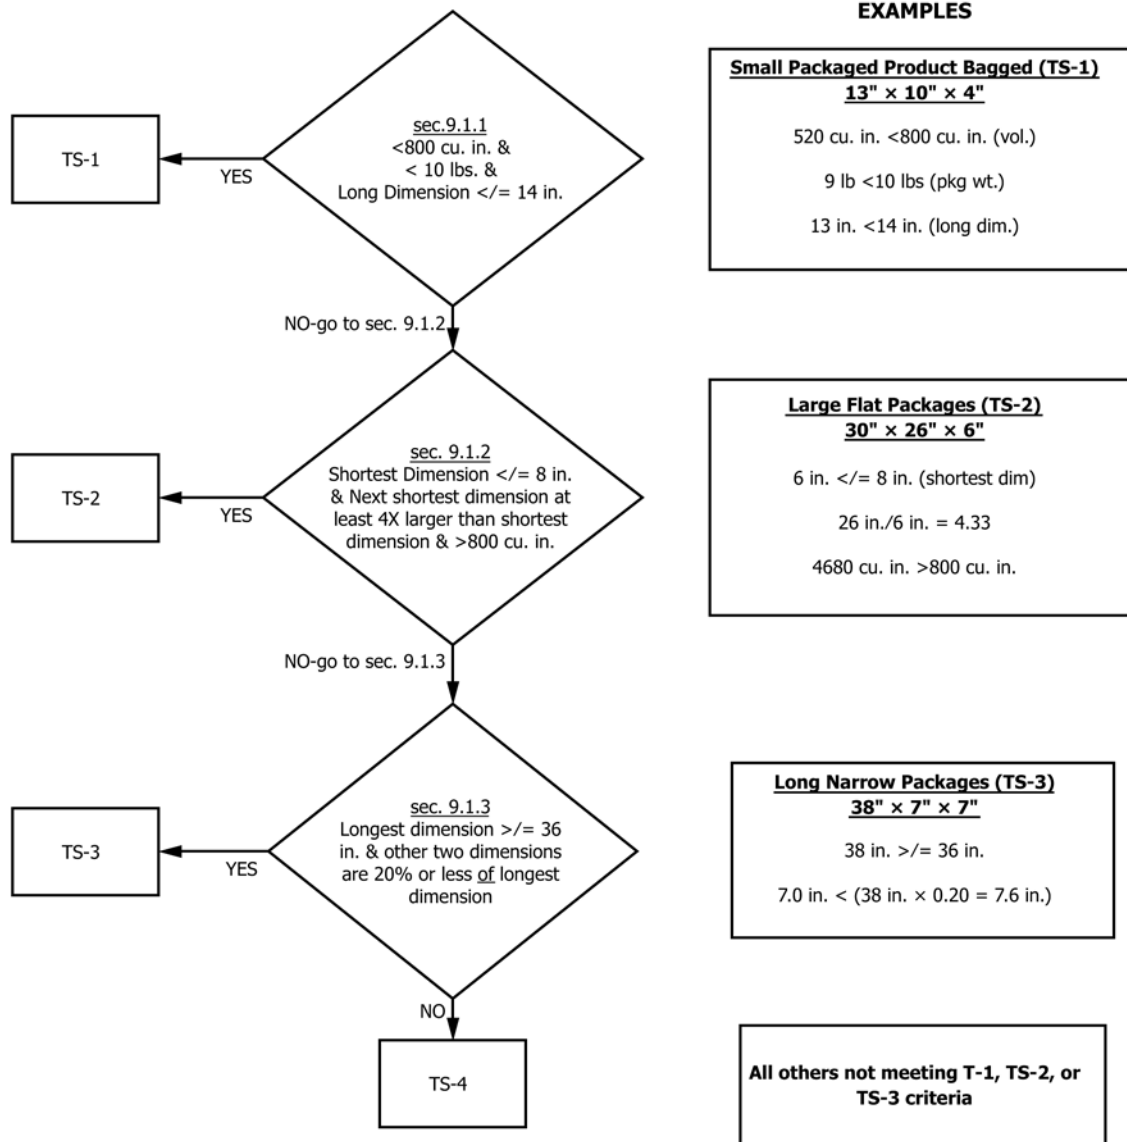 EXAMPLES
sec.9.1.1
<800 cu. in. &
< 10 lbs. &
Long Dimension </= 14 in.
TS-1
YES
Small Packaged Product Bagged (TS-1)
13" × 10" × 4"
520 cu. in. <800 cu. in. (vol.)
9 lb <10 lbs (pkg wt.)
13 in. <14 in. (long dim.)
NO-go to sec. 9.1.2
sec. 9.1.2
Shortest Dimension </= 8 in.
& Next shortest dimension at
least 4X larger than shortest
dimension & >800 cu. in.
TS-2
YES
Large Flat Packages (TS-2)
30" × 26" × 6"
6 in. </= 8 in. (shortest dim)
26 in./6 in. = 4.33
4680 cu. in. >800 cu. in.
NO-go to sec. 9.1.3
sec. 9.1.3
Longest dimension >/= 36
in. & other two dimensions
are 20% or less of longest
dimension
TS-3
YES
Long Narrow Packages (TS-3)
38" × 7" × 7"
38 in. >/= 36 in.
7.0 in. < (38 in. × 0.20 = 7.6 in.)
NO
TS-4
All others not meeting T-1, TS-2, or
TS-3 criteria